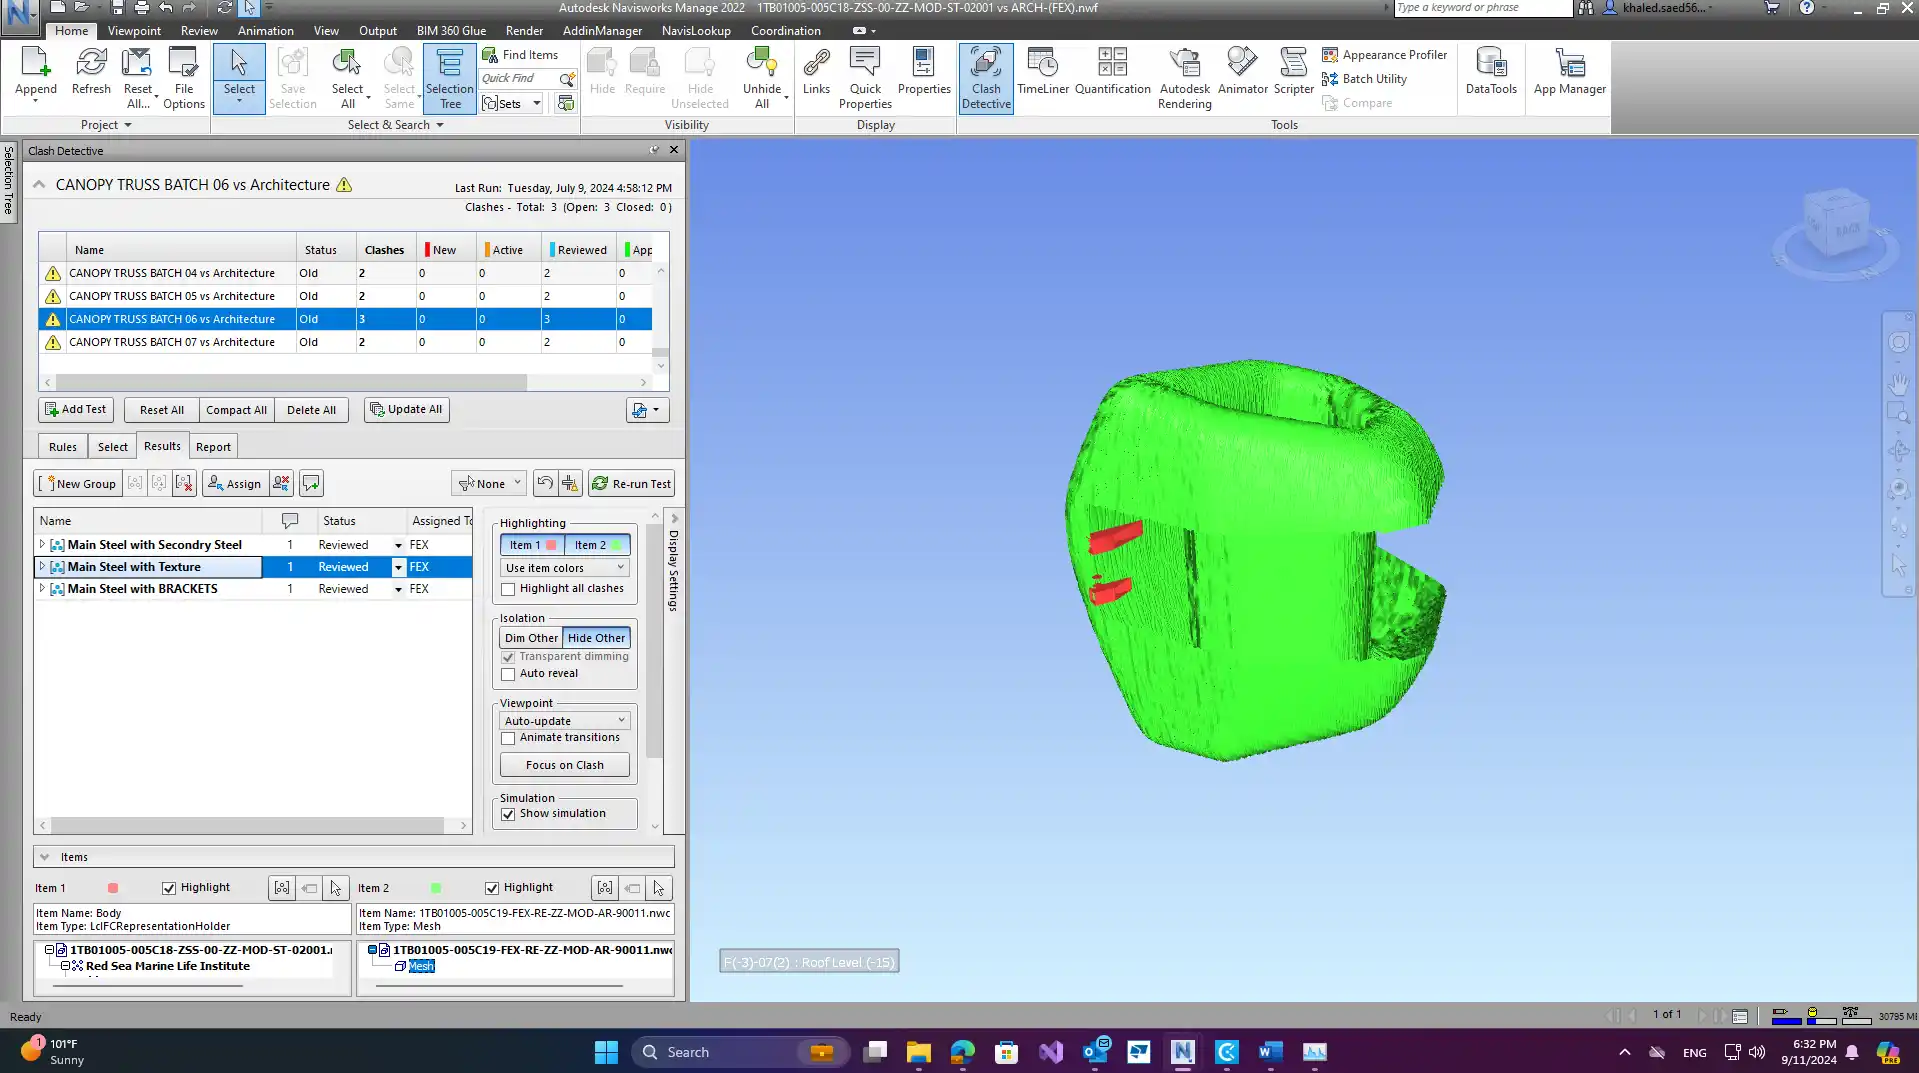 Autodesk Navisworks Manage 2022 1TB01005-005C18-ZSS-00-ZZ-MOD-ST-02001 vs ARCH-(FEX).nwf
Type a keyword or phrase
khaled.saed56...
Home Viewpoint Review Animation View Output BIM 360 Glue Render AddinManager NavisLookup Coordination
Append
Refresh
Reset All...
File Options
Project
Select
Save Selection
Select All
Select Same
Selection Tree
Find Items
Quick Find
Sets
Select & Search
Hide
Require
Hide Unselected
Unhide All
Visibility
Links
Quick Properties
Properties
Display
Clash Detective
TimeLiner
Quantification
Autodesk Rendering
Animator
Scripter
Appearance Profiler
Batch Utility
Compare
Tools
DataTools
App Manager
Selection Tree
Clash Detective
CANOPY TRUSS BATCH 06 vs Architecture
Last Run: Tuesday, July 9, 2024 4:58:12 PM
Clashes - Total: 3 (Open: 3 Closed: 0 )
Name Status Clashes New Active Reviewed App
CANOPY TRUSS BATCH 04 vs Architecture Old 2 0 0 2 0
CANOPY TRUSS BATCH 05 vs Architecture Old 2 0 0 2 0
CANOPY TRUSS BATCH 06 vs Architecture Old 3 0 0 3 0
CANOPY TRUSS BATCH 07 vs Architecture Old 2 0 0 2 0
Add Test Reset All Compact All Delete All Update All
Rules Select Results Report
New Group Assign None Re-run Test
Name Status Assigned To
Main Steel with Secondry Steel 1 Reviewed FEX
Main Steel with Texture 1 Reviewed FEX
Main Steel with BRACKETS 1 Reviewed FEX
Display Settings
Highlighting
Item 1 Item 2
Use item colors
Highlight all clashes
Isolation
Dim Other Hide Other
Transparent dimming
Auto reveal
Viewpoint
Auto-update
Animate transitions
Focus on Clash
Simulation
Show simulation
Items
Item 1 Highlight
Item Name: Body
Item Type: LcIFCRepresentationHolder
1TB01005-005C18-ZSS-00-ZZ-MOD-ST-02001.
Red Sea Marine Life Institute
Item 2 Highlight
Item Name: 1TB01005-005C19-FEX-RE-ZZ-MOD-AR-90011.nwc
Item Type: Mesh
1TB01005-005C19-FEX-RE-ZZ-MOD-AR-90011.nwc
Mesh
BACK
F(-3)-07(2) : Roof Level (-15)
Ready
1 of 1
30795 MB
1
101°F
Sunny
Search
ENG
6:32 PM
9/11/2024
PRE